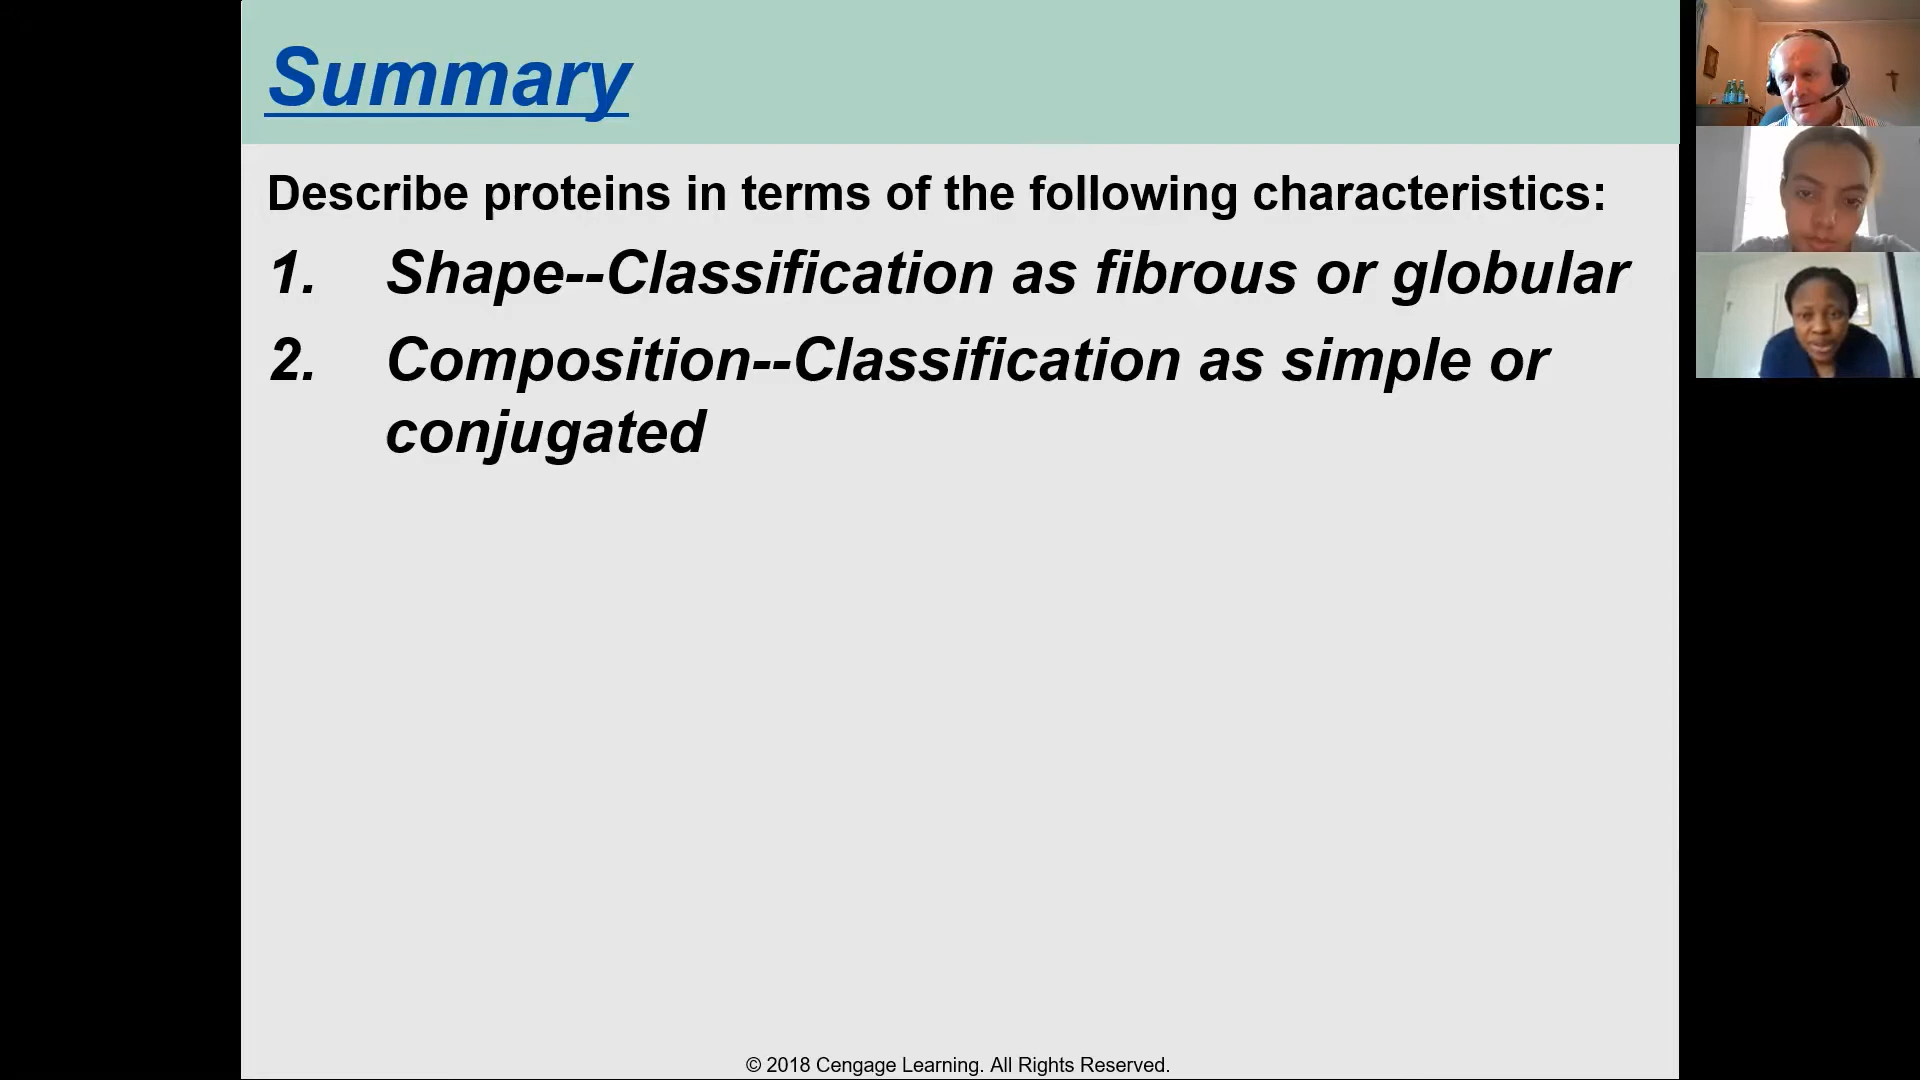 Summary
Describe proteins in terms of the following characteristics:
1. Shape--Classification as fibrous or globular
2. Composition--Classification as simple or
conjugated
© 2018 Cengage Learning. All Rights Reserved.